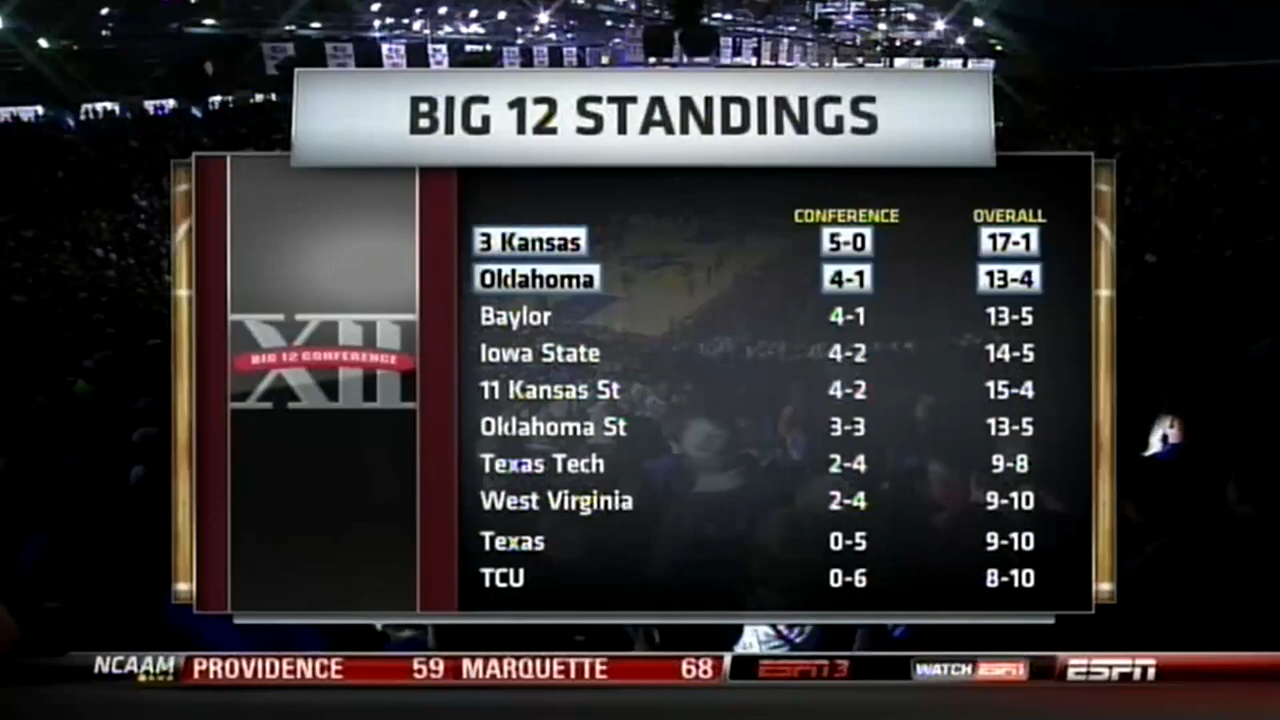 BIG 12 STANDINGS
CONFERENCE OVERALL
3 Kansas 5-0 17-1
Oklahoma 4-1 13-4
Baylor 4-1 13-5
Iowa State 4-2 14-5
11 Kansas St 4-2 15-4
Oklahoma St 3-3 13-5
Texas Tech 2-4 9-8
West Virginia 2-4 9-10
Texas 0-5 9-10
TCU 0-6 8-10
XII
BIG 12 CONFERENCE
NCAAM PROVIDENCE 59 MARQUETTE 68 ESPN3 WATCH ESPN ESPN